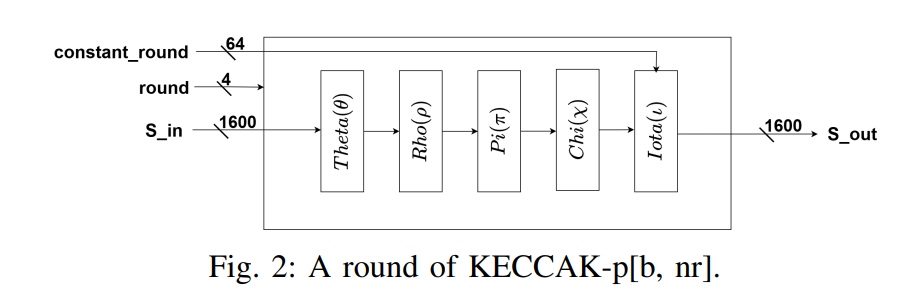 constant_round
64
round
4
S_in
1600
Theta(θ)
Rho(ρ)
Pi(π)
Chi(χ)
Iota(ι)
1600
S_out
Fig. 2: A round of KECCAK-p[b, nr].